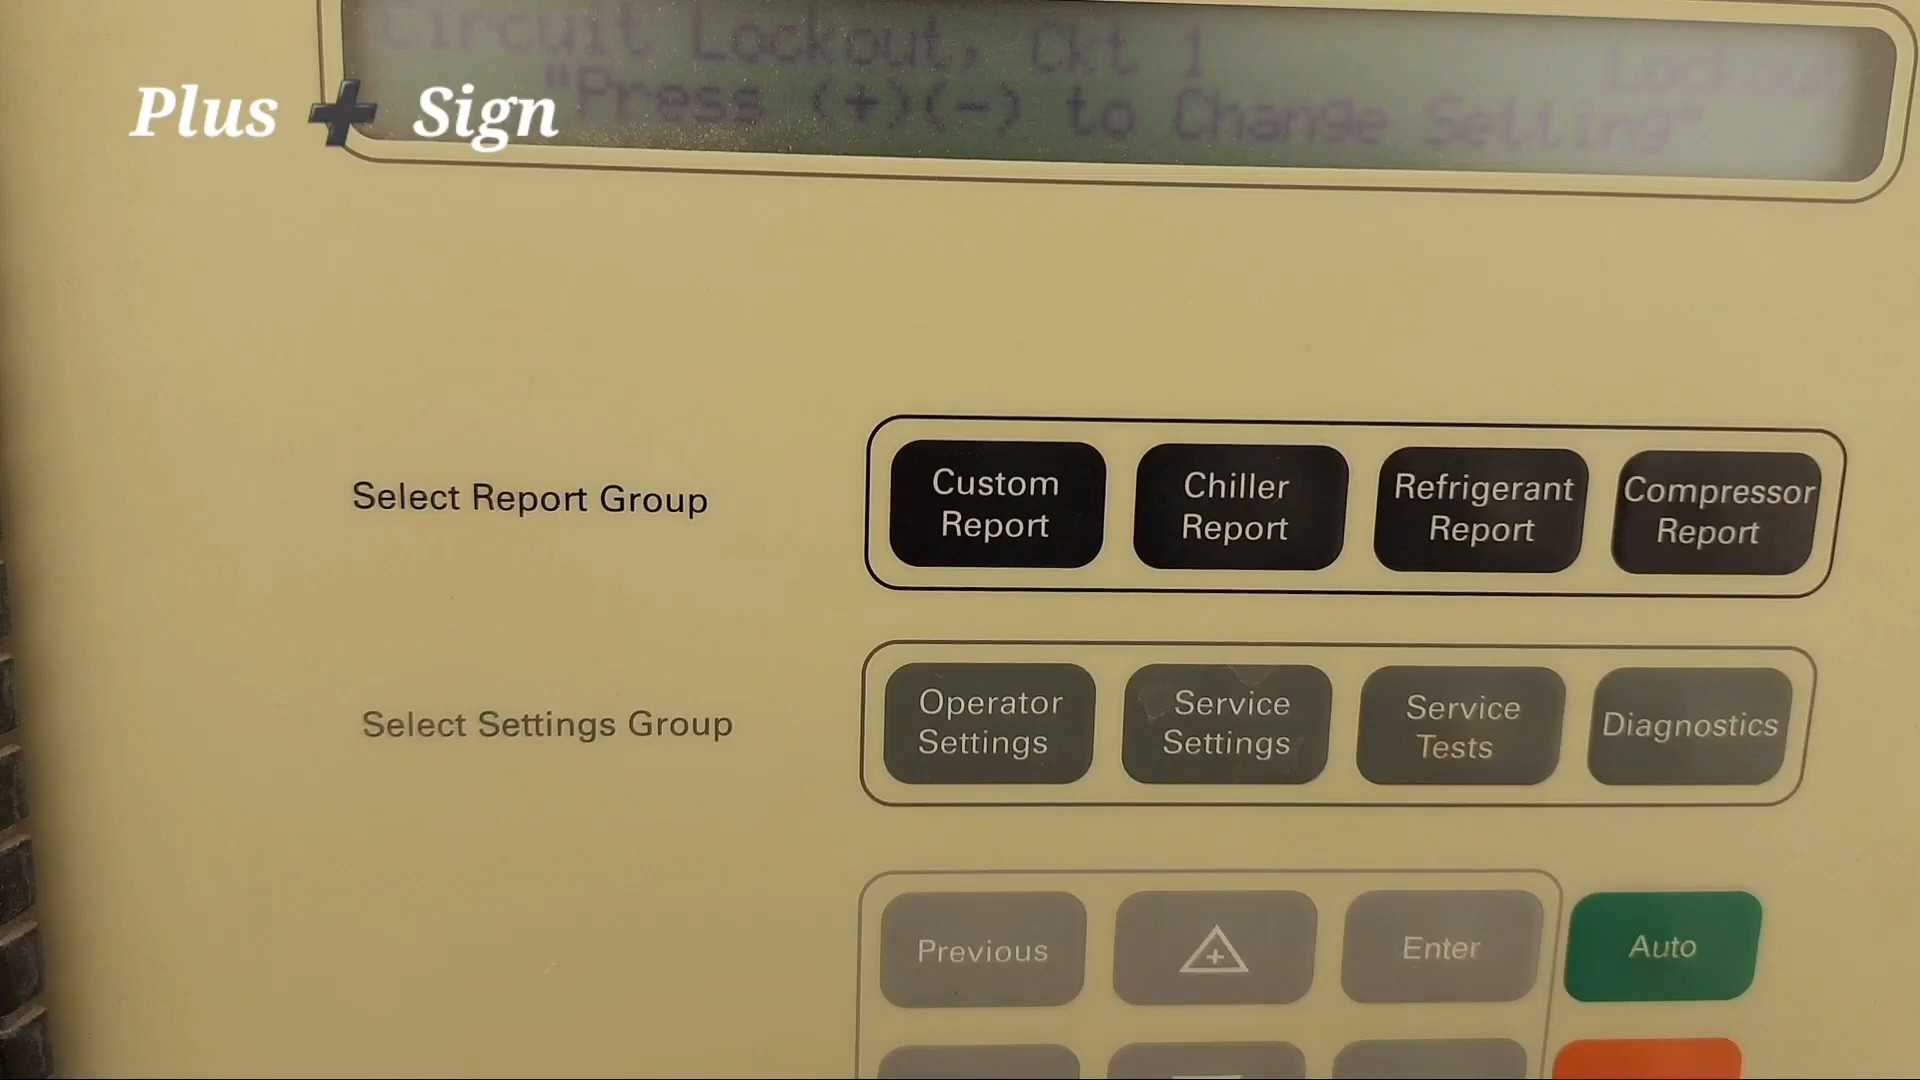 Circuit Lockout, Ckt 1 Lockout
"Press (+)(-) to Change Setting"
Plus ➕ Sign
Custom Report
Chiller Report
Refrigerant Report
Compressor Report
Select Report Group
Operator Settings
Service Settings
Service Tests
Diagnostics
Select Settings Group
Previous
+
Enter
Auto